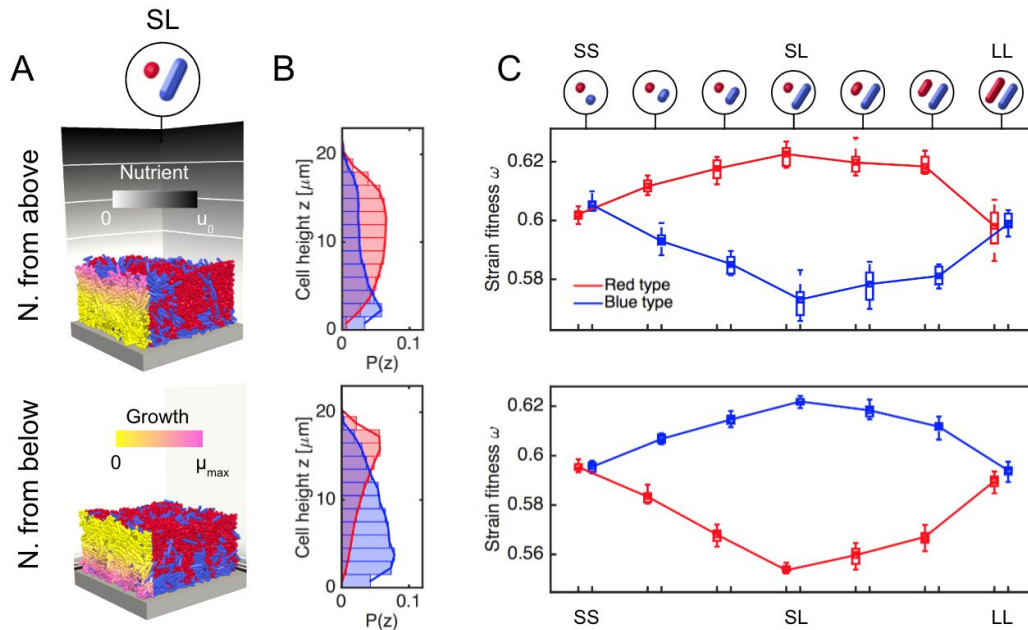 SL
A
B
C
N. from above
Nutrient
0
u₀
Cell height z [µm]
20
10
0
0
0.1
P(z)
SS
SL
LL
Strain fitness ω
0.62
0.6
0.58
Red type
Blue type
N. from below
Growth
0
μmax
Cell height z [µm]
20
10
0
0
0.1
P(z)
Strain fitness ω
0.62
0.6
0.58
0.56
SS
SL
LL